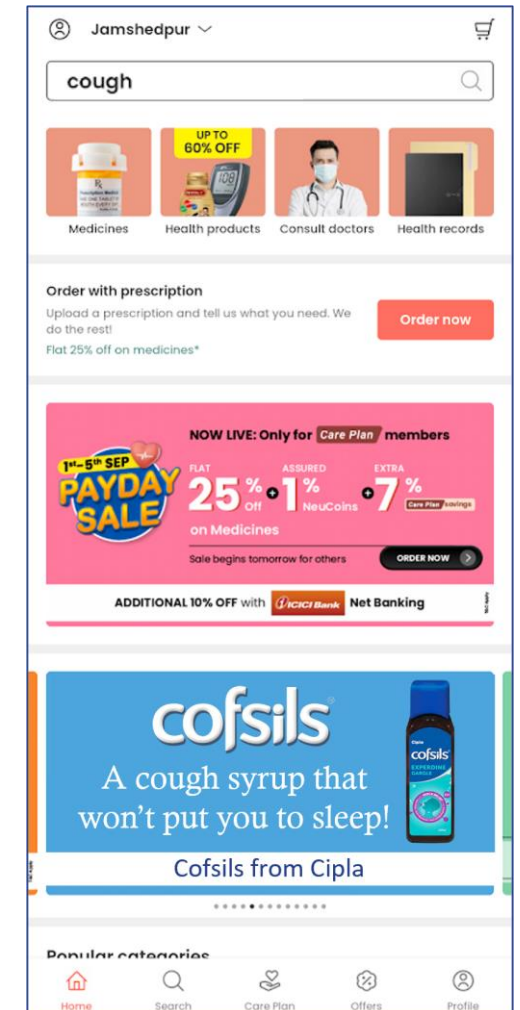 Jamshedpur
cough
UP TO
60% OFF
Medicines
Health products
Consult doctors
Health records
Order with prescription
Upload a prescription and tell us what you need. We
do the rest!
Flat 25% off on medicines*
Order now
NOW LIVE: Only for Care Plan members
1st-5th SEP
PAYDAY
SALE
FLAT
25% Off
+
ASSURED
1% NeuCoins
+
EXTRA
7% Care Plan savings
on Medicines
Sale begins tomorrow for others
ORDER NOW
ADDITIONAL 10% OFF with ICICI Bank Net Banking
cofsils
A cough syrup that
won't put you to sleep!
Cofsils from Cipla
Cipla
cofsils
EXPERDINE
GARGLE
Popular categories
Home
Search
Care Plan
Offers
Profile